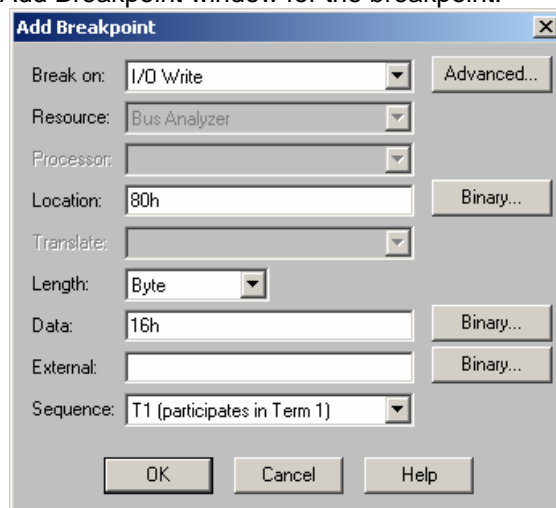 Add Breakpoint window for the breakpoint.
Add Breakpoint
Break on: I/O Write Advanced...
Resource: Bus Analyzer
Processor:
Location: 80h Binary...
Translate:
Length: Byte
Data: 16h Binary...
External: Binary...
Sequence: T1 (participates in Term 1)
OK Cancel Help